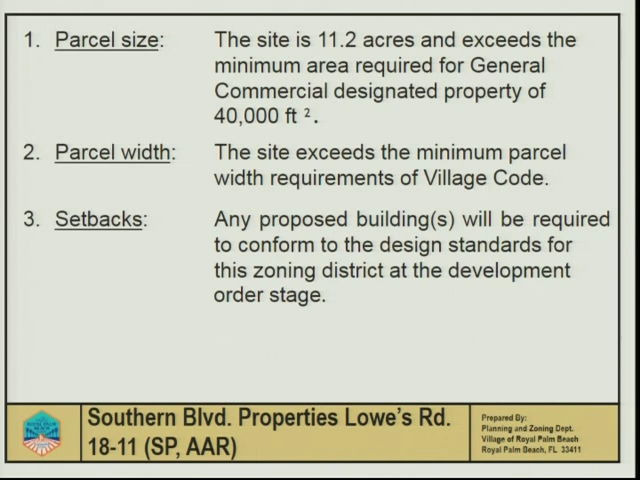 1. Parcel size: The site is 11.2 acres and exceeds the
minimum area required for General
Commercial designated property of
40,000 ft ².
2. Parcel width: The site exceeds the minimum parcel
width requirements of Village Code.
3. Setbacks: Any proposed building(s) will be required
to conform to the design standards for
this zoning district at the development
order stage.
Southern Blvd. Properties Lowe's Rd.
18-11 (SP, AAR)
Prepared By:
Planning and Zoning Dept.
Village of Royal Palm Beach
Royal Palm Beach, FL 33411